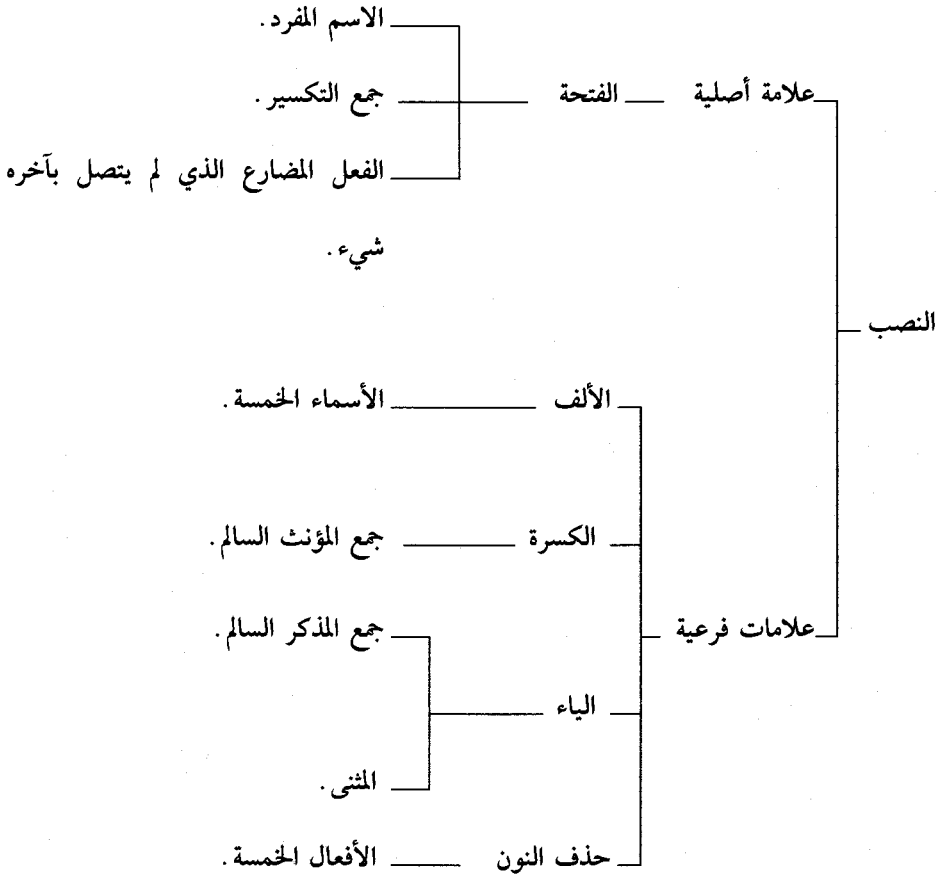 الاسم المفرد.
علامة أصلية الفتحة جمع التكسير.
الفعل المضارع الذي لم يتصل بآخره
شيء.
النصب
الألف الأسماء الخمسة.
الكسرة جمع المؤنث السالم.
علامات فرعية جمع المذكر السالم.
الياء
المثنى.
حذف النون الأفعال الخمسة.